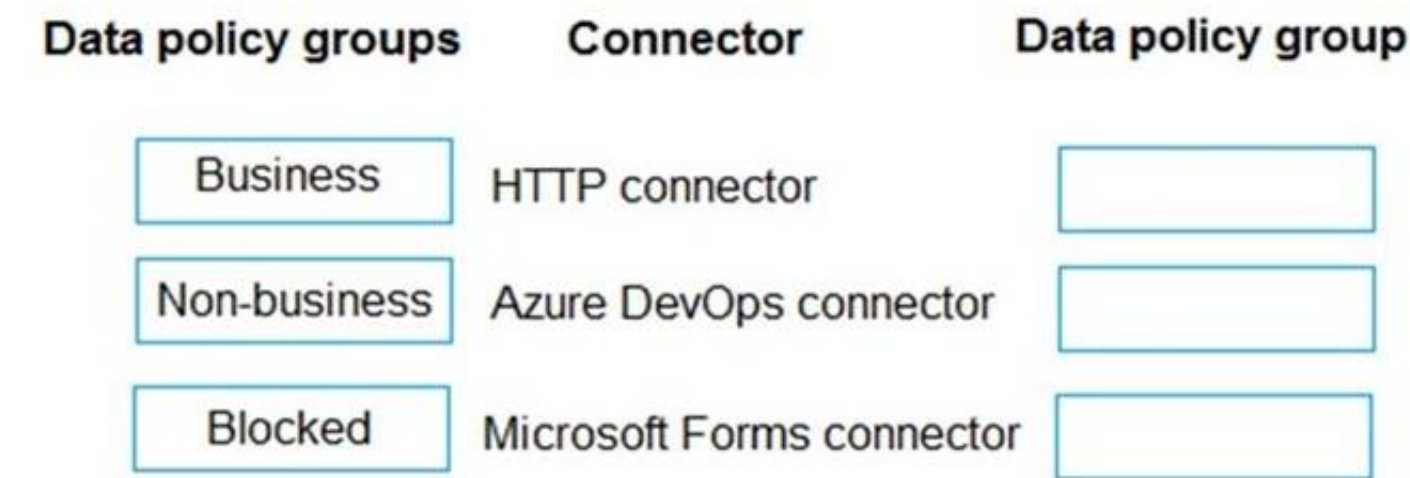 Data policy groups Connector Data policy group
Business HTTP connector
Non-business Azure DevOps connector
Blocked Microsoft Forms connector